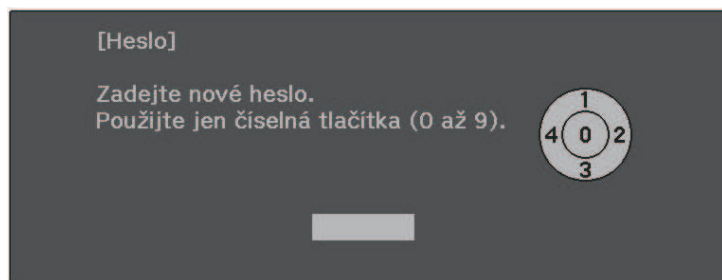 [Heslo]
Zadejte nové heslo.
Použijte jen číselná tlačítka (0 až 9).
1
4 0 2
3